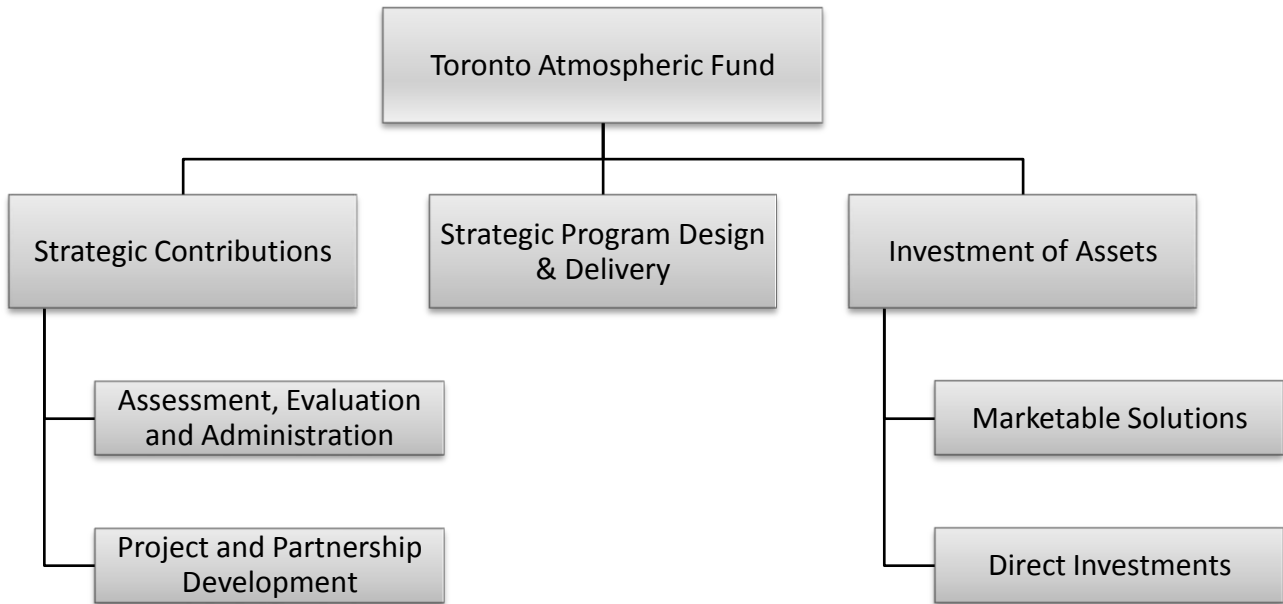 Toronto Atmospheric Fund
Strategic Contributions
Strategic Program Design
& Delivery
Investment of Assets
Assessment, Evaluation
and Administration
Marketable Solutions
Project and Partnership
Development
Direct Investments